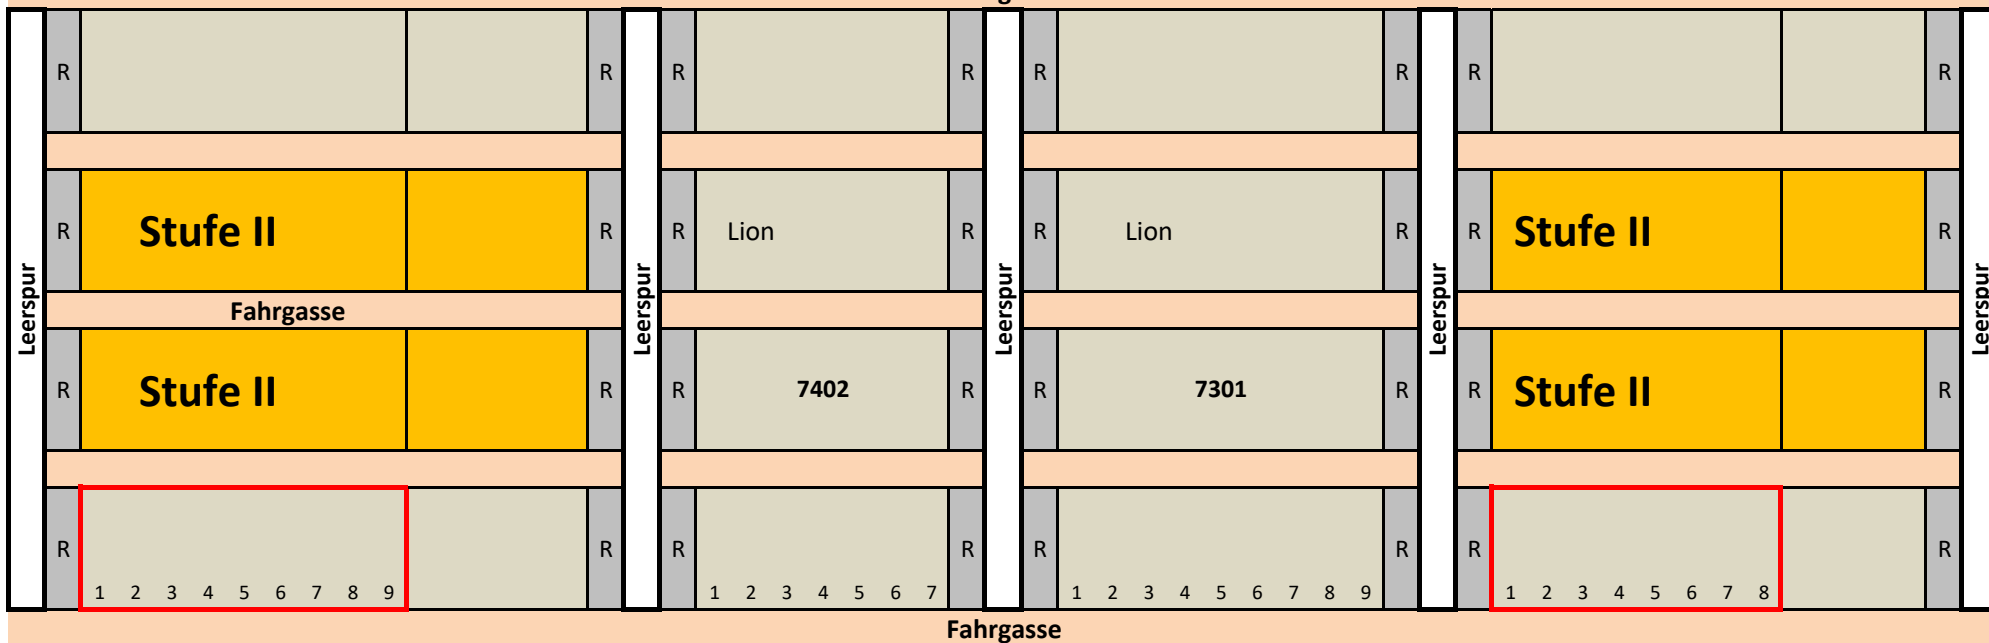 R R R R R R R R
R Stufe II R R Lion R R Lion R R Stufe II R
Leerspur Leerspur Leerspur Leerspur Leerspur
Fahrgasse
R Stufe II R R 7402 R R 7301 R R Stufe II R
R R R R R R R R
1 2 3 4 5 6 7 8 9 1 2 3 4 5 6 7 1 2 3 4 5 6 7 8 9 1 2 3 4 5 6 7 8
Fahrgasse